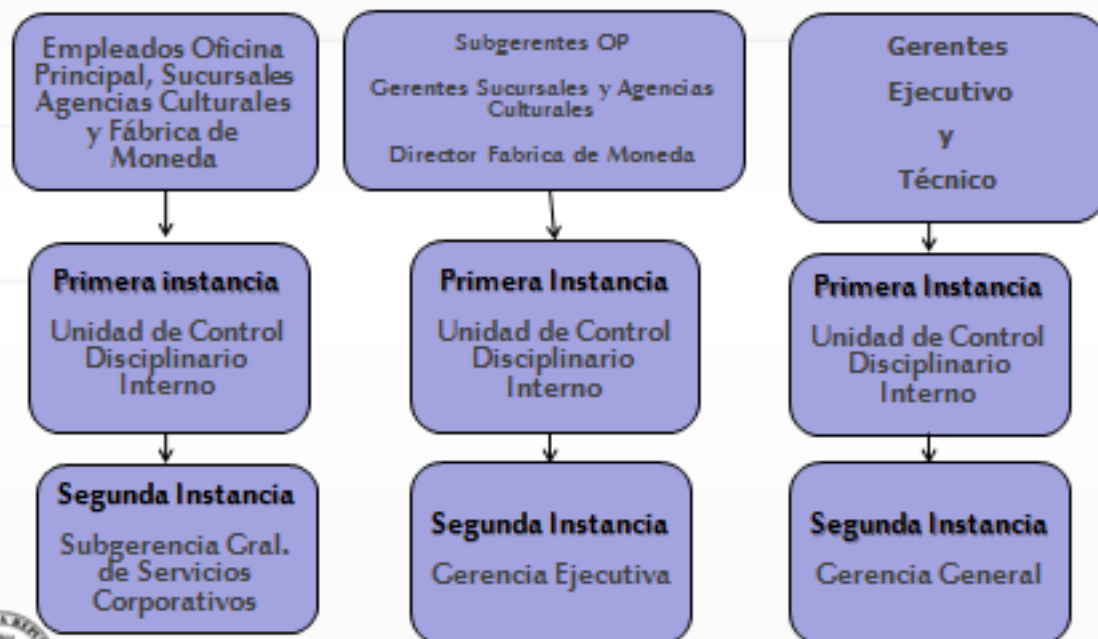 Empleados Oficina
Principal, Sucursales
Agencias Culturales
y Fábrica de
Moneda
Primera instancia
Unidad de Control
Disciplinario
Interno
Segunda Instancia
Subgerencia Gral.
de Servicios
Corporativos
Subgerentes OP
Gerentes Sucursales y Agencias
Culturales
Director Fabrica de Moneda
Primera Instancia
Unidad de Control
Disciplinario
Interno
Segunda Instancia
Gerencia Ejecutiva
Gerentes
Ejecutivo
y
Técnico
Primera Instancia
Unidad de Control
Disciplinario
Interno
Segunda Instancia
Gerencia General